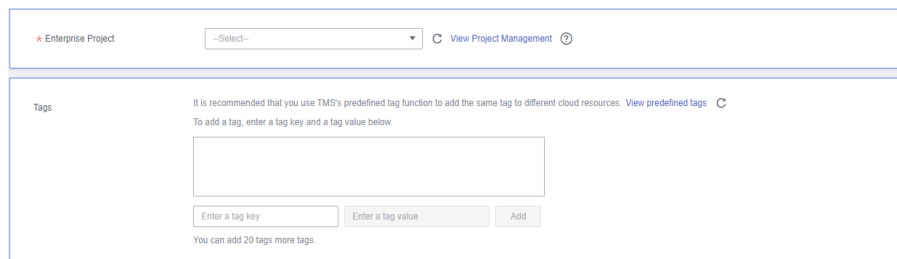 * Enterprise Project --Select-- View Project Management ?
Tags It is recommended that you use TMS's predefined tag function to add the same tag to different cloud resources. View predefined tags
To add a tag, enter a tag key and a tag value below.
Enter a tag key Enter a tag value Add
You can add 20 tags more tags.